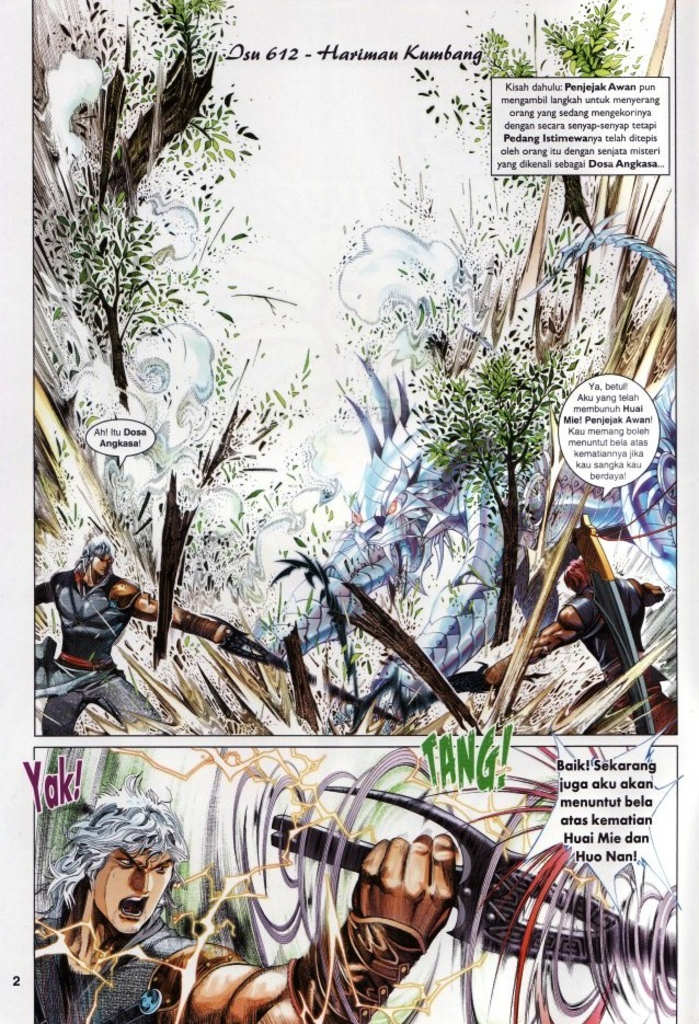 Isu 612 - Harimau Kumbang
Kisah dahulu: Penjejak Awan pun
mengambil langkah untuk menyerang
orang yang sedang mengekorinya
dengan secara senyap-senyap tetapi
Pedang Istimewanya telah ditepis
oleh orang itu dengan senjata misteri
yang dikenali sebagai Dosa Angkasa...
Ah! Itu Dosa
Angkasa!
Ya, betul!
Aku yang telah
membunuh Huai
Mie! Penjejak Awan!
Kau memang boleh
menuntut bela atas
kematiannya jika
kau sangka kau
berdaya!
Yak!
TANG!
Baik! Sekarang
juga aku akan
menuntut bela
atas kematian
Huai Mie dan
Huo Nan!
2